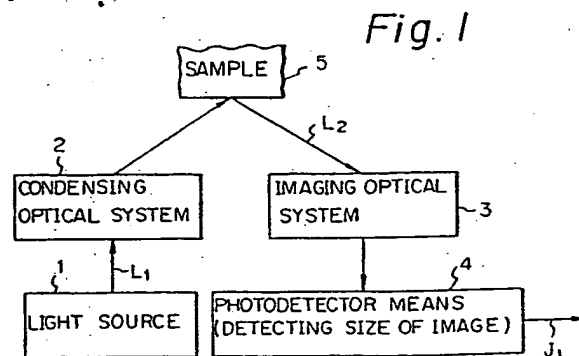 Fig. 1
SAMPLE
5
L2
2
CONDENSING
OPTICAL SYSTEM
IMAGING OPTICAL
SYSTEM
3
1
L1
LIGHT SOURCE
4
PHOTODETECTOR MEANS
(DETECTING SIZE OF IMAGE)
J1